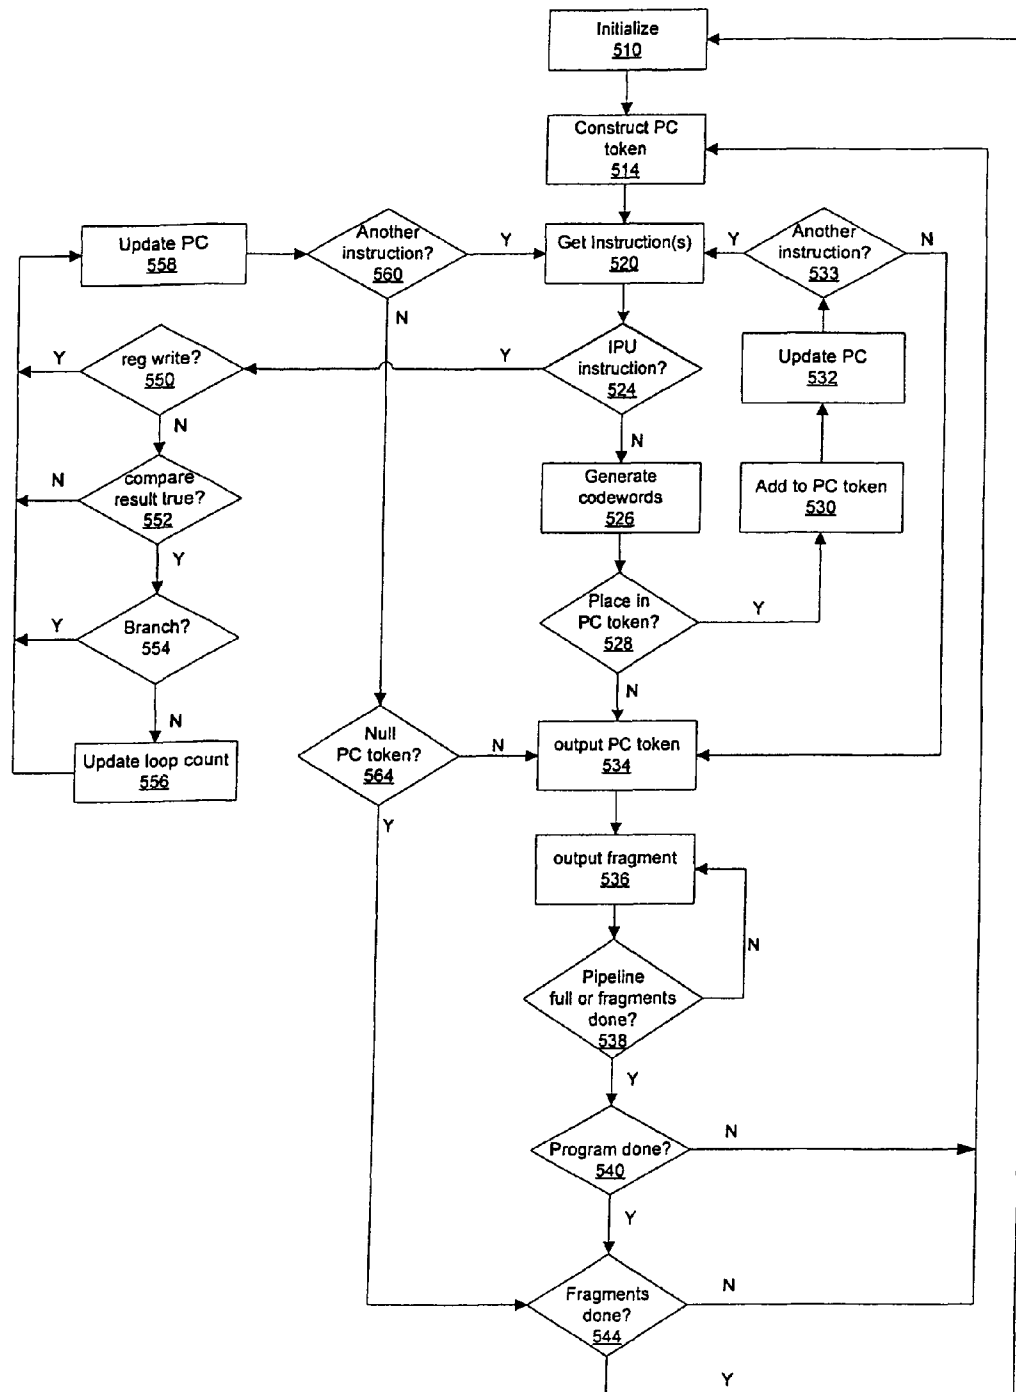 Initialize
510
Construct PC
token
514
Update PC
558
Another
instruction?
560
Y
Get Instruction(s)
520
Y
Another
instruction?
533
N
N
Y
reg write?
550
Y
IPU
instruction?
524
Update PC
532
N
N
N
compare
result true?
552
Generate
codewords
526
Add to PC token
530
Y
Y
Branch?
554
Place in
PC token?
528
Y
N
N
Update loop count
556
Null
PC token?
564
N
output PC token
534
Y
output fragment
536
N
Pipeline
full or fragments
done?
538
Y
N
Program done?
540
Y
N
Fragments
done?
544
Y